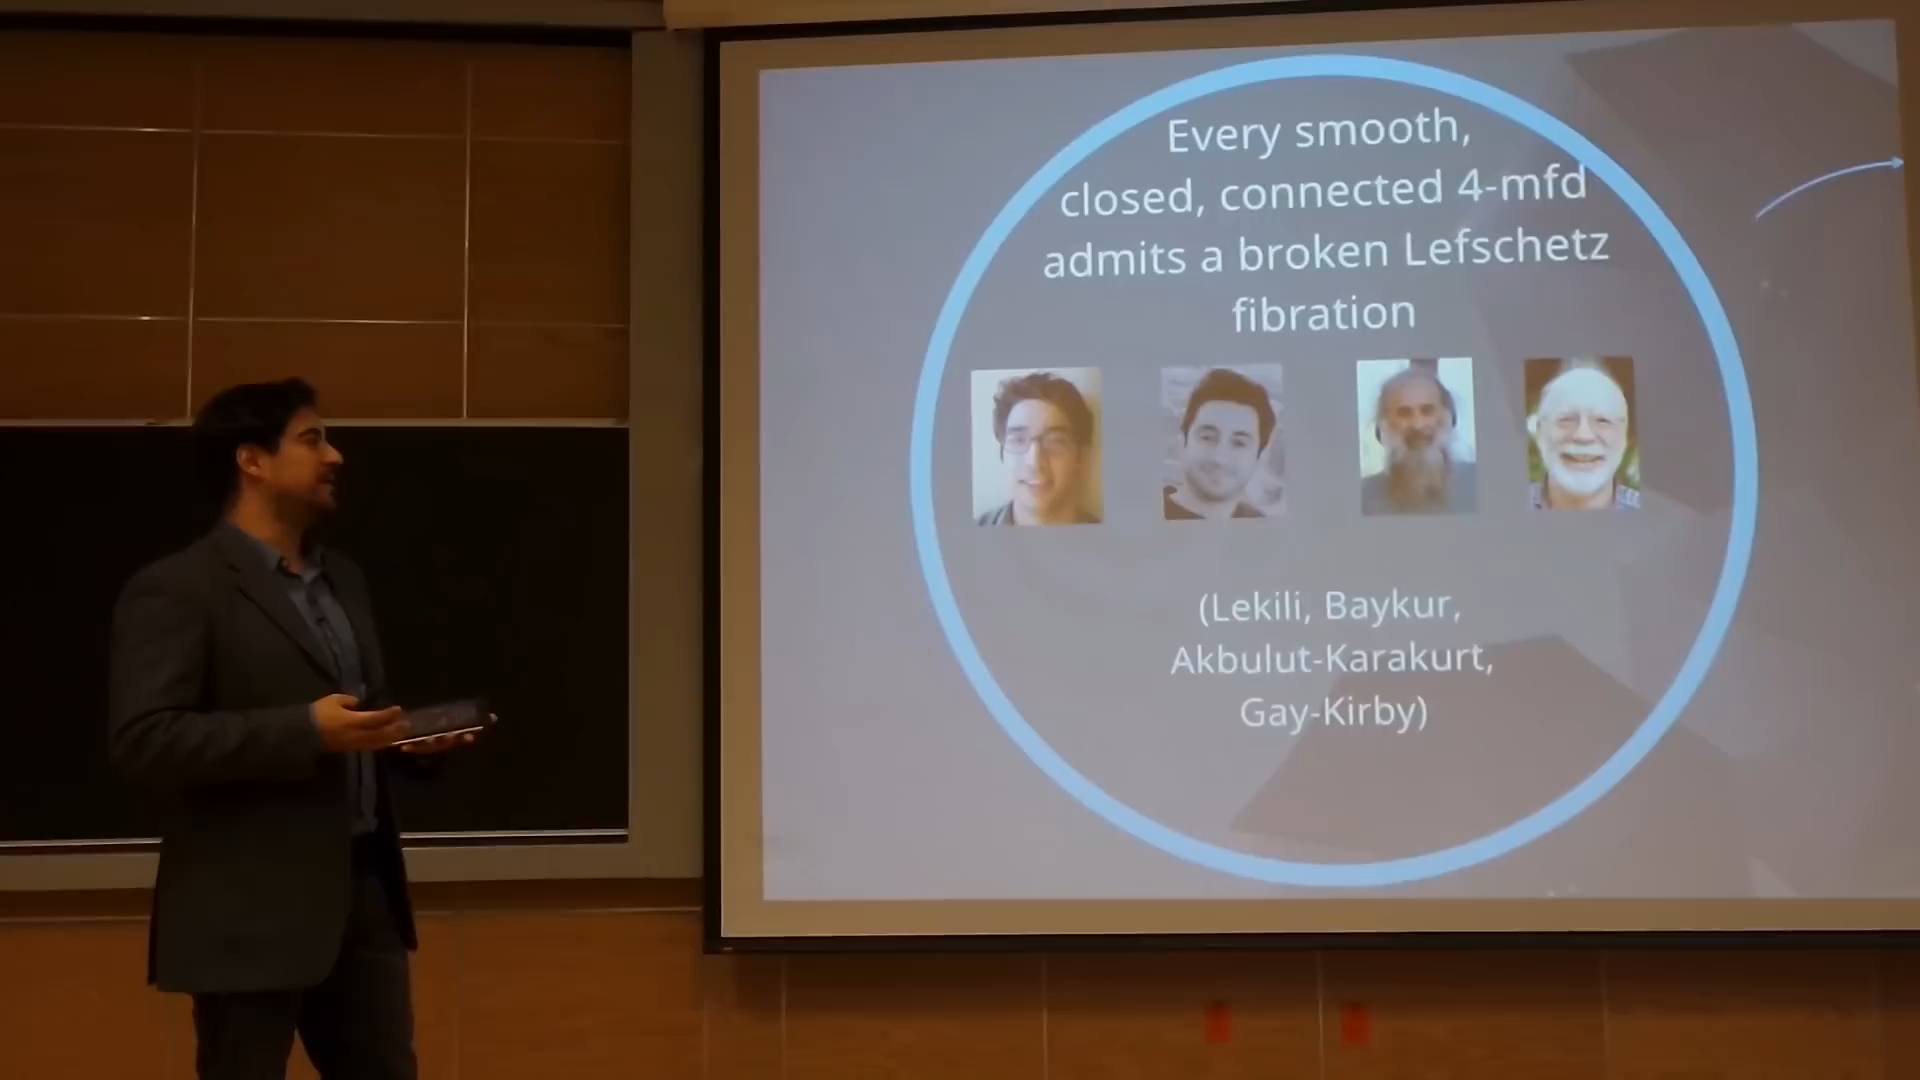 Every smooth,
closed, connected 4-mfd
admits a broken Lefschetz
fibration
(Lekili, Baykur,
Akbulut-Karakurt,
Gay-Kirby)